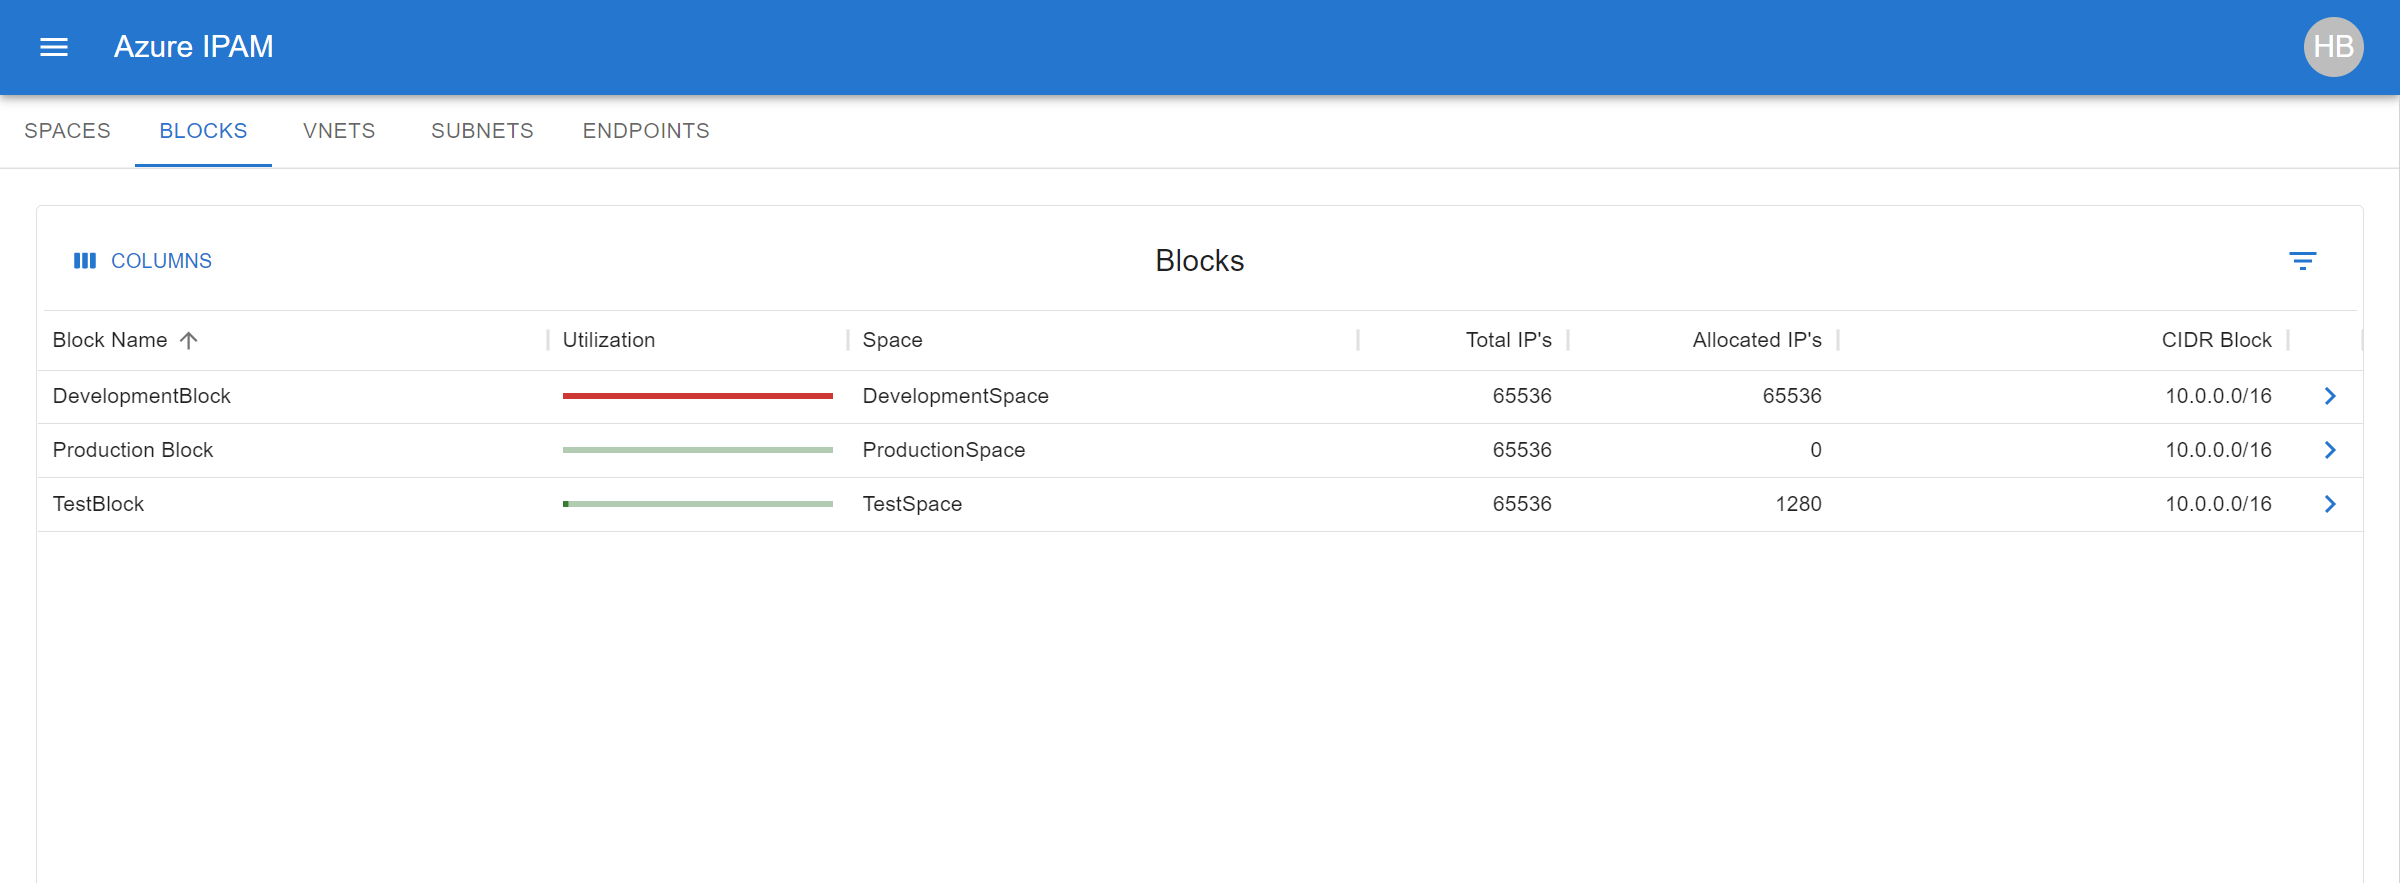 Azure IPAM
HB
SPACES BLOCKS VNETS SUBNETS ENDPOINTS
COLUMNS
Blocks
Block Name Utilization Space Total IP's Allocated IP's CIDR Block
DevelopmentBlock DevelopmentSpace 65536 65536 10.0.0.0/16
Production Block ProductionSpace 65536 0 10.0.0.0/16
TestBlock TestSpace 65536 1280 10.0.0.0/16